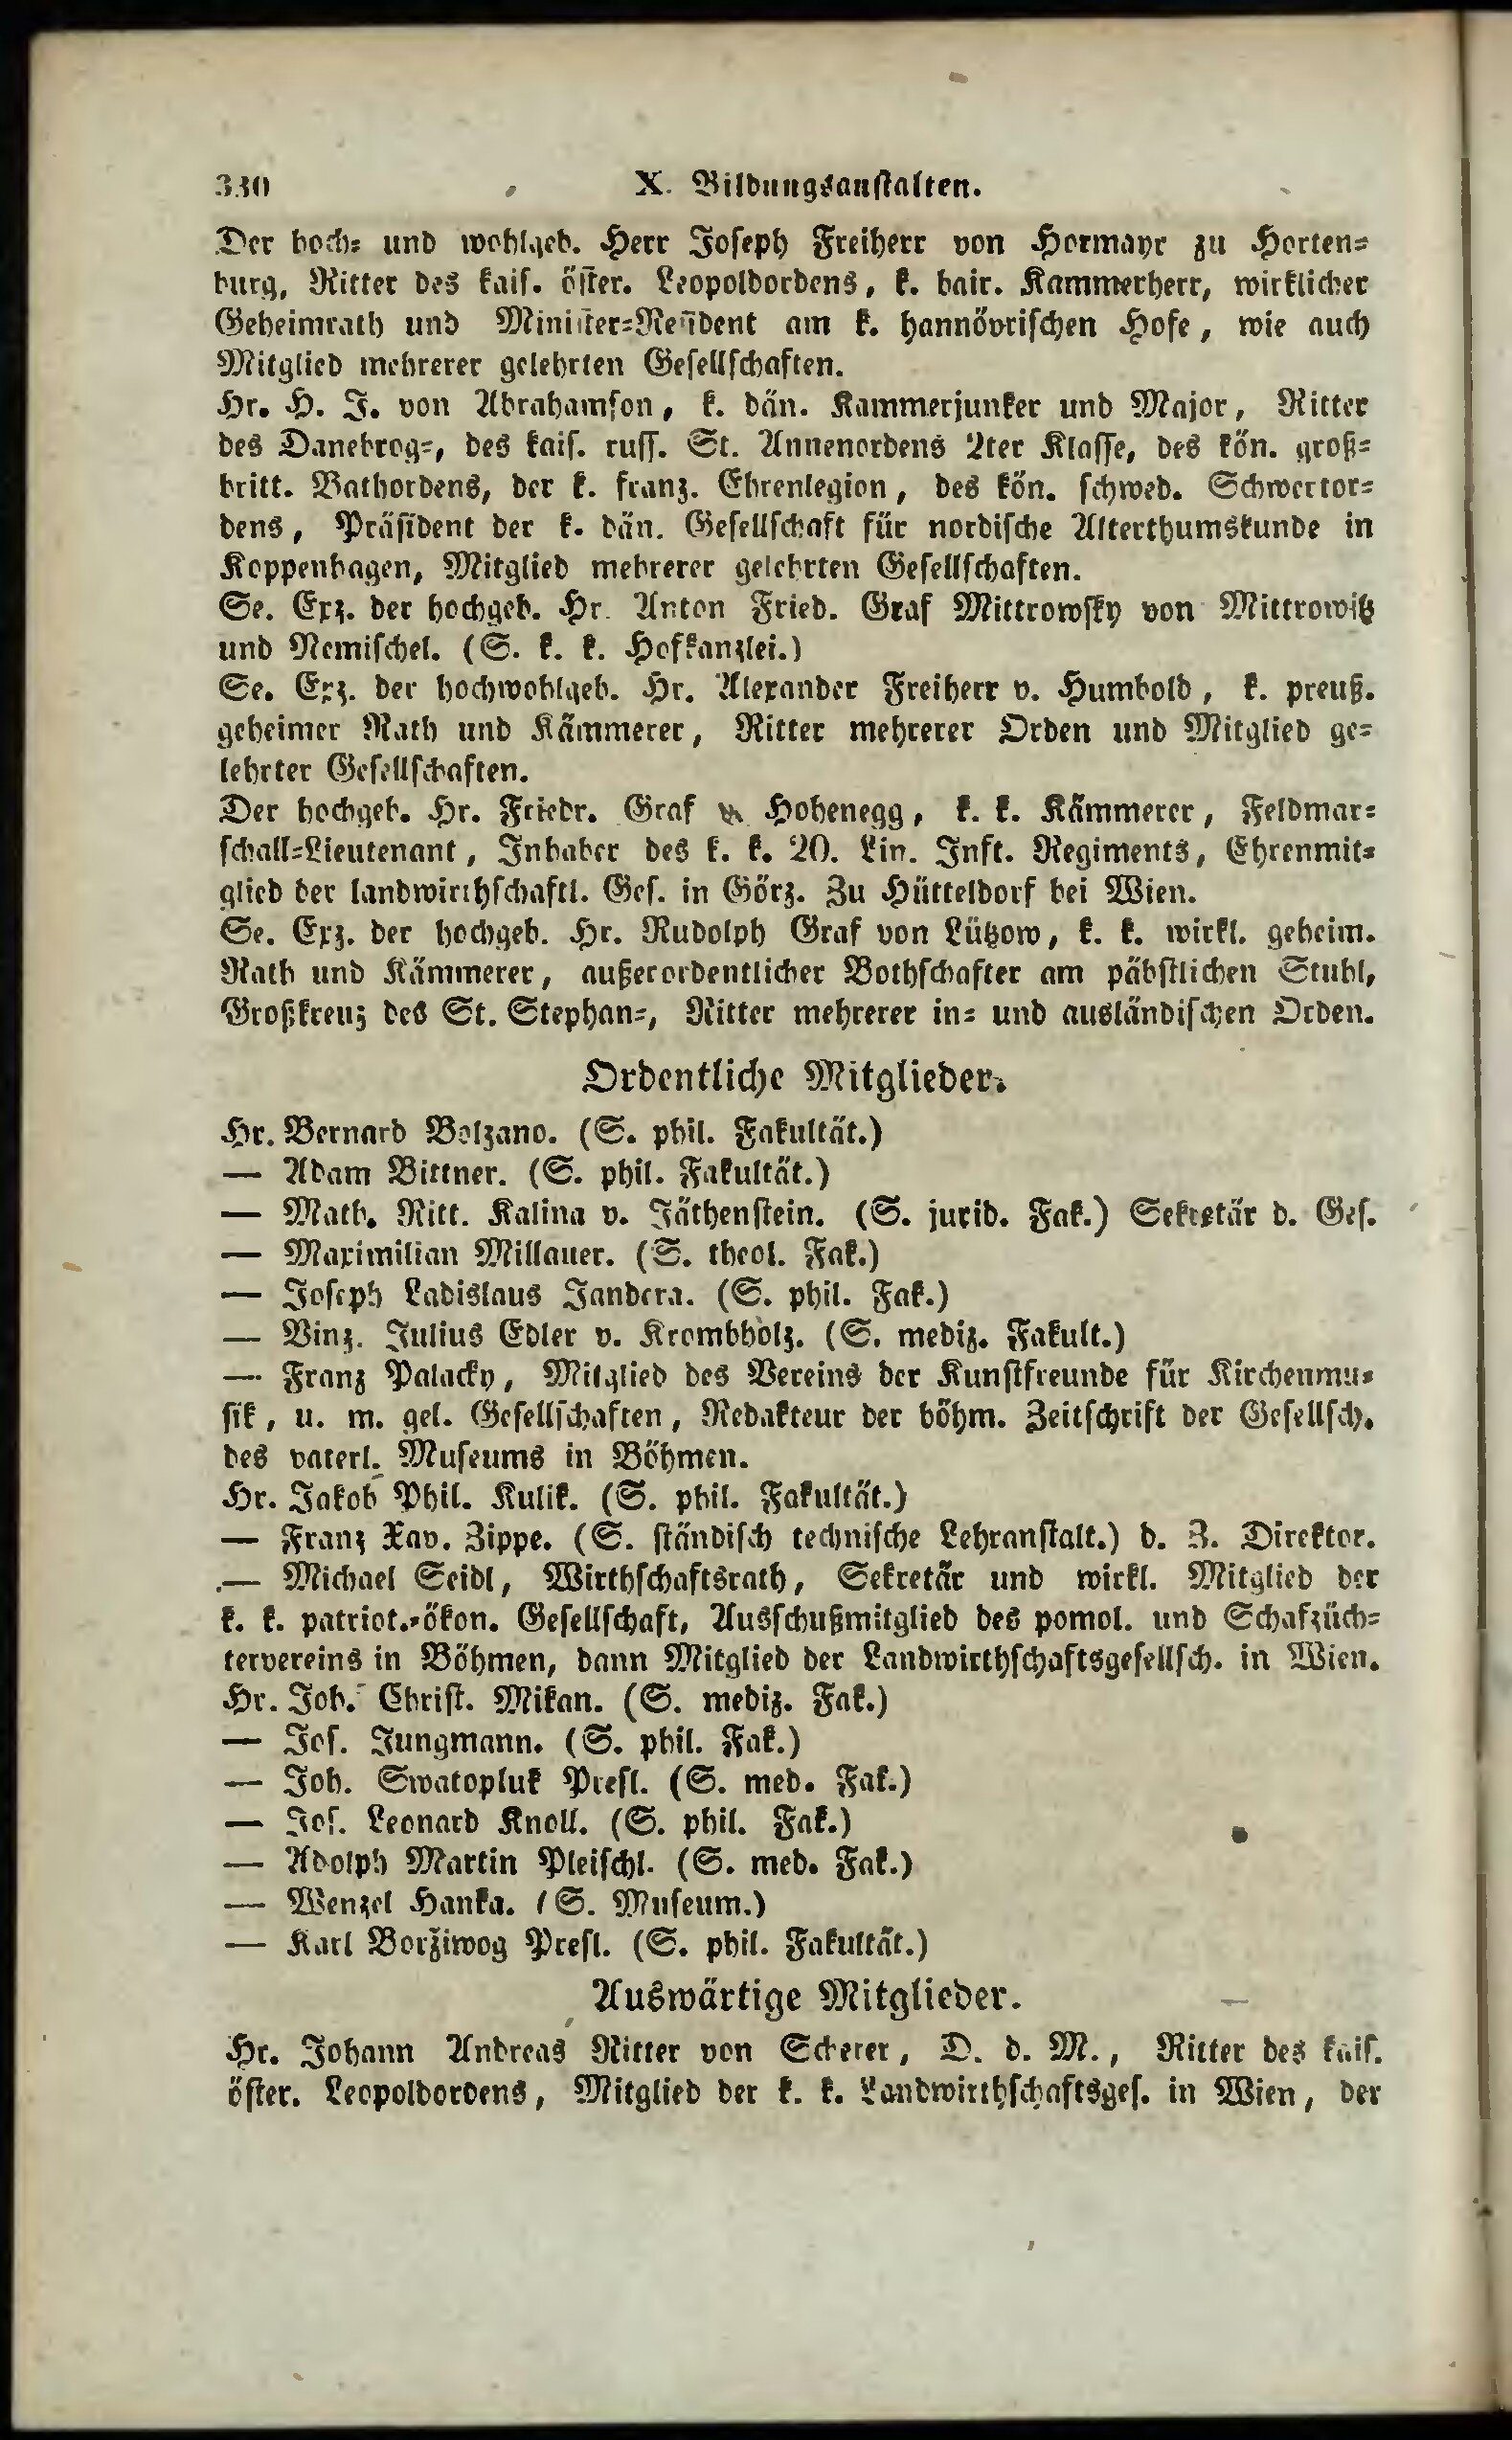 330 X. Bildungsanstalten.
Der hoch= und wohlgeb. Herr Joseph Freiherr von Hormayr zu Horten=
burg, Ritter des kais. öster. Leopoldordens, k. bair. Kammerherr, wirklicher
Geheimrath und Minister=Resident am k. hannövrischen Hofe, wie auch
Mitglied mehrerer gelehrten Gesellschaften.
Hr. H. J. von Abrahamson, k. dän. Kammerjunker und Major, Ritter
des Danebrog=, des kais. russ. St. Annenordens 2ter Klasse, des kön. groß=
britt. Bathordens, der k. franz. Ehrenlegion, des kön. schwed. Schwertor=
dens, Präsident der k. dän. Gesellschaft für nordische Alterthumskunde in
Koppenhagen, Mitglied mehrerer gelehrten Gesellschaften.
Se. Exz. der hochgeb. Hr. Anton Fried. Graf Mittrowsky von Mittrowitz
und Nemischel. (S. k. k. Hofkanzlei.)
Se. Exz. der hochwohlgeb. Hr. Alexander Freiherr v. Humbold, k. preuß.
geheimer Rath und Kämmerer, Ritter mehrerer Orden und Mitglied ge=
lehrter Gesellschaften.
Der hochgeb. Hr. Friedr. Graf v. Hohenegg, k. k. Kämmerer, Feldmar=
schall=Lieutenant, Inhaber des k. k. 20. Lin. Inft. Regiments, Ehrenmit=
glied der landwirthschaftl. Ges. in Görz. Zu Hütteldorf bei Wien.
Se. Exz. der hochgeb. Hr. Rudolph Graf von Lützow, k. k. wirkl. geheim.
Rath und Kämmerer, außerordentlicher Bothschafter am päbstlichen Stuhl,
Großkreuz des St. Stephan=, Ritter mehrerer in= und ausländischen Orden.
Ordentliche Mitglieder.
Hr. Bernard Bolzano. (S. phil. Fakultät.)
— Adam Bittner. (S. phil. Fakultät.)
— Math. Ritt. Kalina v. Jäthenstein. (S. jurid. Fak.) Sekretär d. Ges.
— Maximilian Millauer. (S. theol. Fak.)
— Joseph Ladislaus Jandera. (S. phil. Fak.)
— Vinz. Julius Edler v. Krombholz. (S. mediz. Fakult.)
— Franz Palacky, Mitglied des Vereins der Kunstfreunde für Kirchenmu=
sik, u. m. gel. Gesellschaften, Redakteur der böhm. Zeitschrift der Gesellsch.
des vaterl. Museums in Böhmen.
Hr. Jakob Phil. Kulik. (S. phil. Fakultät.)
— Franz Xav. Zippe. (S. ständisch technische Lehranstalt.) d. Z. Direktor.
— Michael Seidl, Wirthschaftsrath, Sekretär und wirkl. Mitglied der
k. k. patriot.=ökon. Gesellschaft, Ausschußmitglied des pomol. und Schafzüch=
tervereins in Böhmen, dann Mitglied der Landwirthschaftsgesellsch. in Wien.
Hr. Joh. Christ. Mikan. (S. mediz. Fak.)
— Jos. Jungmann. (S. phil. Fak.)
— Joh. Swatopluk Presl. (S. med. Fak.)
— Jos. Leonard Knoll. (S. phil. Fak.)
— Adolph Martin Pleischl. (S. med. Fak.)
— Wenzel Hanka. (S. Museum.)
— Karl Boržiwog Presl. (S. phil. Fakultät.)
Auswärtige Mitglieder.
Hr. Johann Andreas Ritter von Scherer, D. d. M., Ritter des kais.
öster. Leopoldordens, Mitglied der k. k. Landwirthschaftsges. in Wien, der